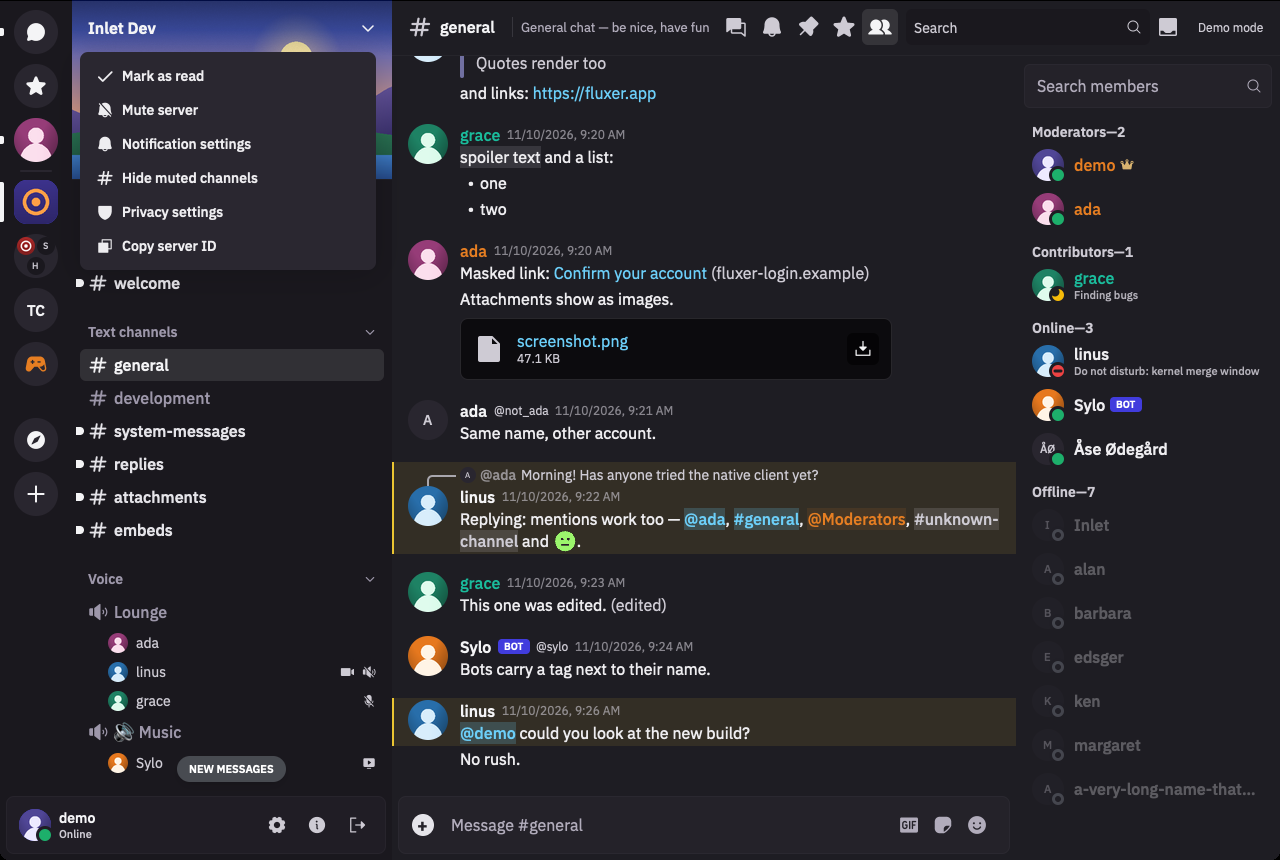 Inlet Dev
Mark as read
Mute server
Notification settings
Hide muted channels
Privacy settings
Copy server ID
S
H
TC
welcome
Text channels
general
development
system-messages
replies
attachments
embeds
Voice
Lounge
ada
linus
grace
Music
Sylo
NEW MESSAGES
demo
Online
general
General chat — be nice, have fun
Search
Demo mode
Quotes render too
and links: https://fluxer.app
grace 11/10/2026, 9:20 AM
spoiler text and a list:
• one
• two
ada 11/10/2026, 9:20 AM
Masked link: Confirm your account (fluxer-login.example)
Attachments show as images.
screenshot.png
47.1 KB
A
ada @not_ada 11/10/2026, 9:21 AM
Same name, other account.
A @ada Morning! Has anyone tried the native client yet?
linus 11/10/2026, 9:22 AM
Replying: mentions work too — @ada, #general, @Moderators, #unknown-
channel and .
grace 11/10/2026, 9:23 AM
This one was edited. (edited)
Sylo BOT @sylo 11/10/2026, 9:24 AM
Bots carry a tag next to their name.
linus 11/10/2026, 9:26 AM
@demo could you look at the new build?
No rush.
Message #general
GIF
Search members
Moderators—2
demo
ada
Contributors—1
grace
Finding bugs
Online—3
linus
Do not disturb: kernel merge window
Sylo BOT
ÅØ Åse Ødegård
Offline—7
I Inlet
A alan
B barbara
E edsger
K ken
M margaret
A a-very-long-name-that...